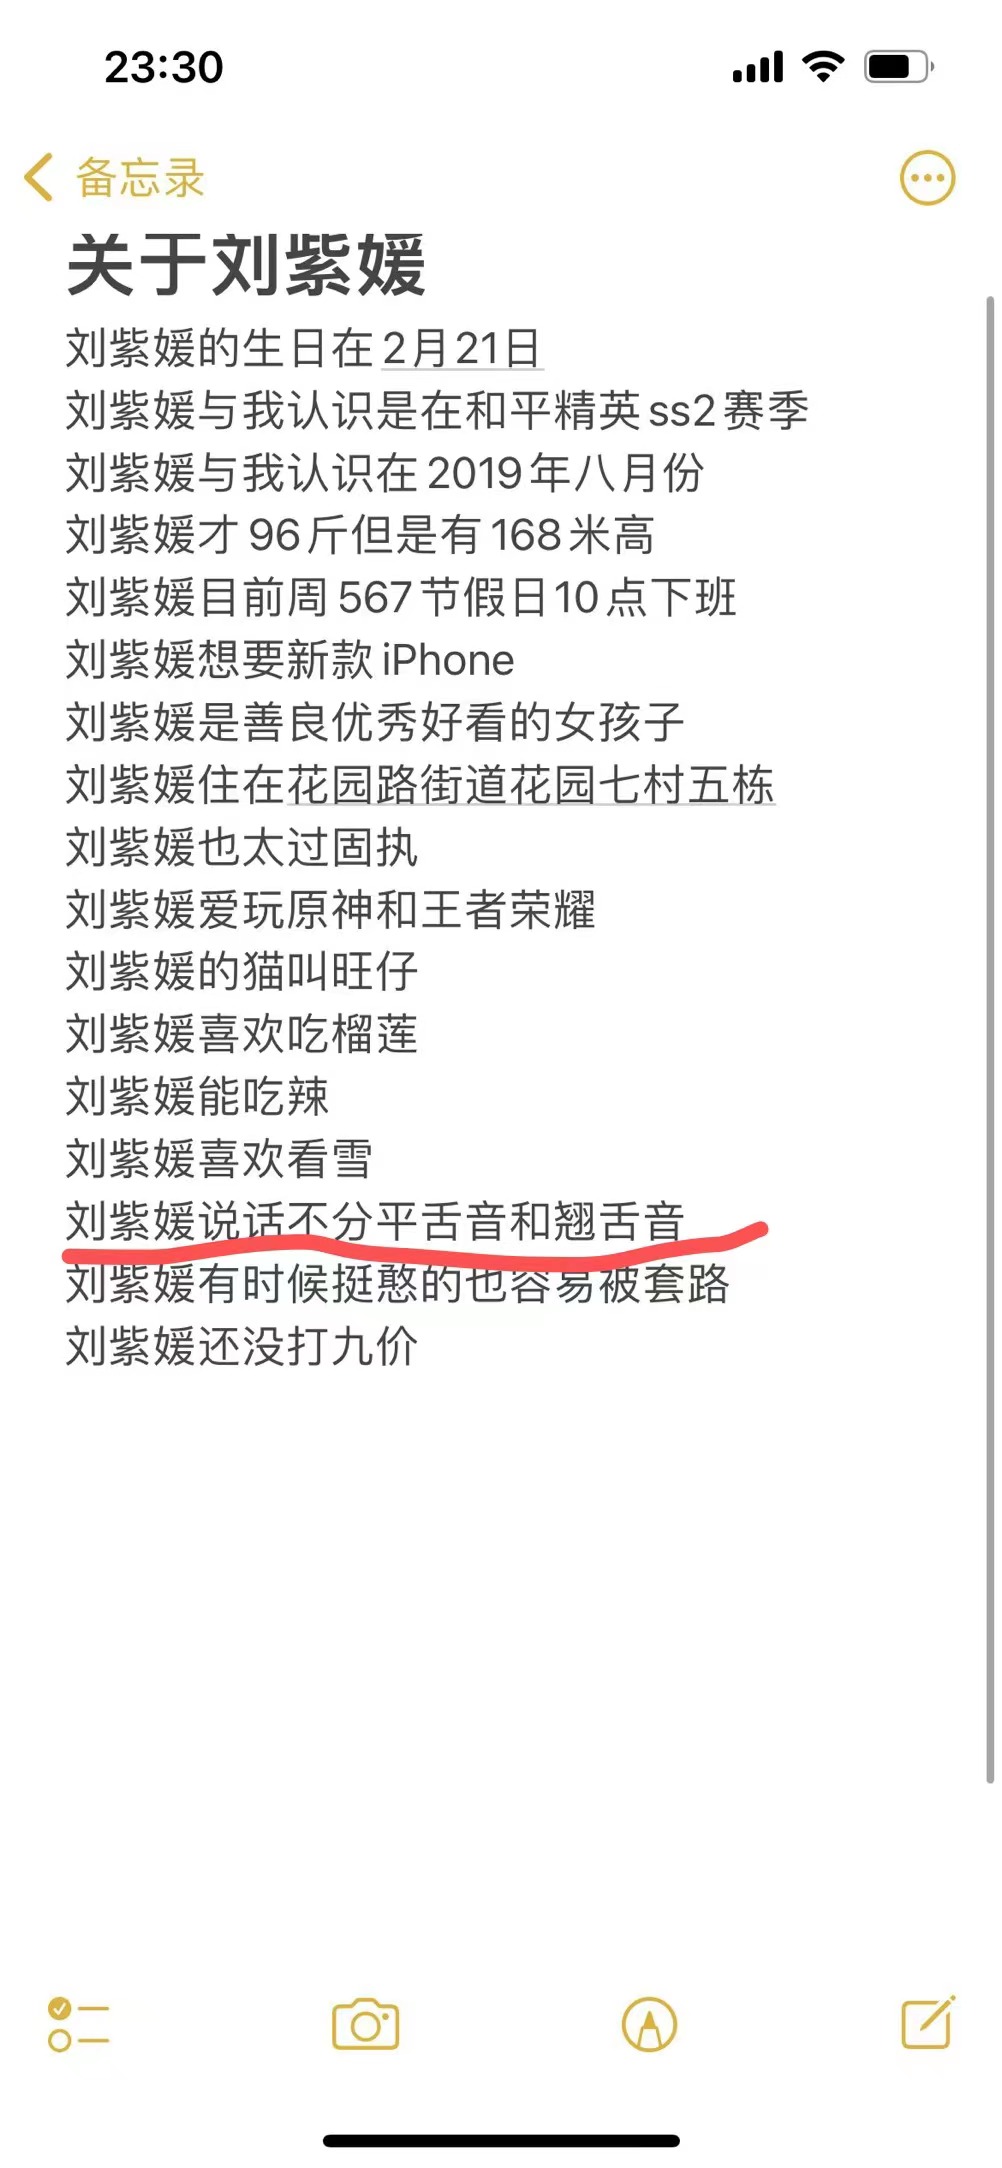 23:30
备忘录
关于刘紫媛
刘紫媛的生日在2月21日
刘紫媛与我认识是在和平精英ss2赛季
刘紫媛与我认识在2019年八月份
刘紫媛才96斤但是有168米高
刘紫媛目前周567节假日10点下班
刘紫媛想要新款iPhone
刘紫媛是善良优秀好看的女孩子
刘紫媛住在花园路街道花园七村五栋
刘紫媛也太过固执
刘紫媛爱玩原神和王者荣耀
刘紫媛的猫叫旺仔
刘紫媛喜欢吃榴莲
刘紫媛能吃辣
刘紫媛喜欢看雪
刘紫媛说话不分平舌音和翘舌音
刘紫媛有时候挺憨的也容易被套路
刘紫媛还没打九价